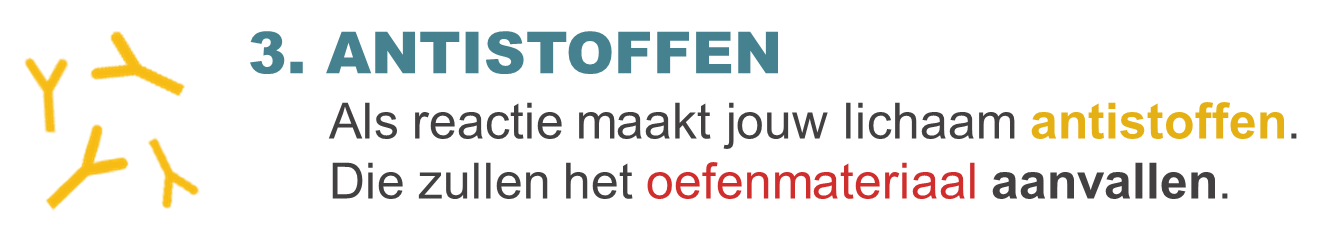 3. ANTISTOFFEN
Als reactie maakt jouw lichaam antistoffen.
Die zullen het oefenmateriaal aanvallen.